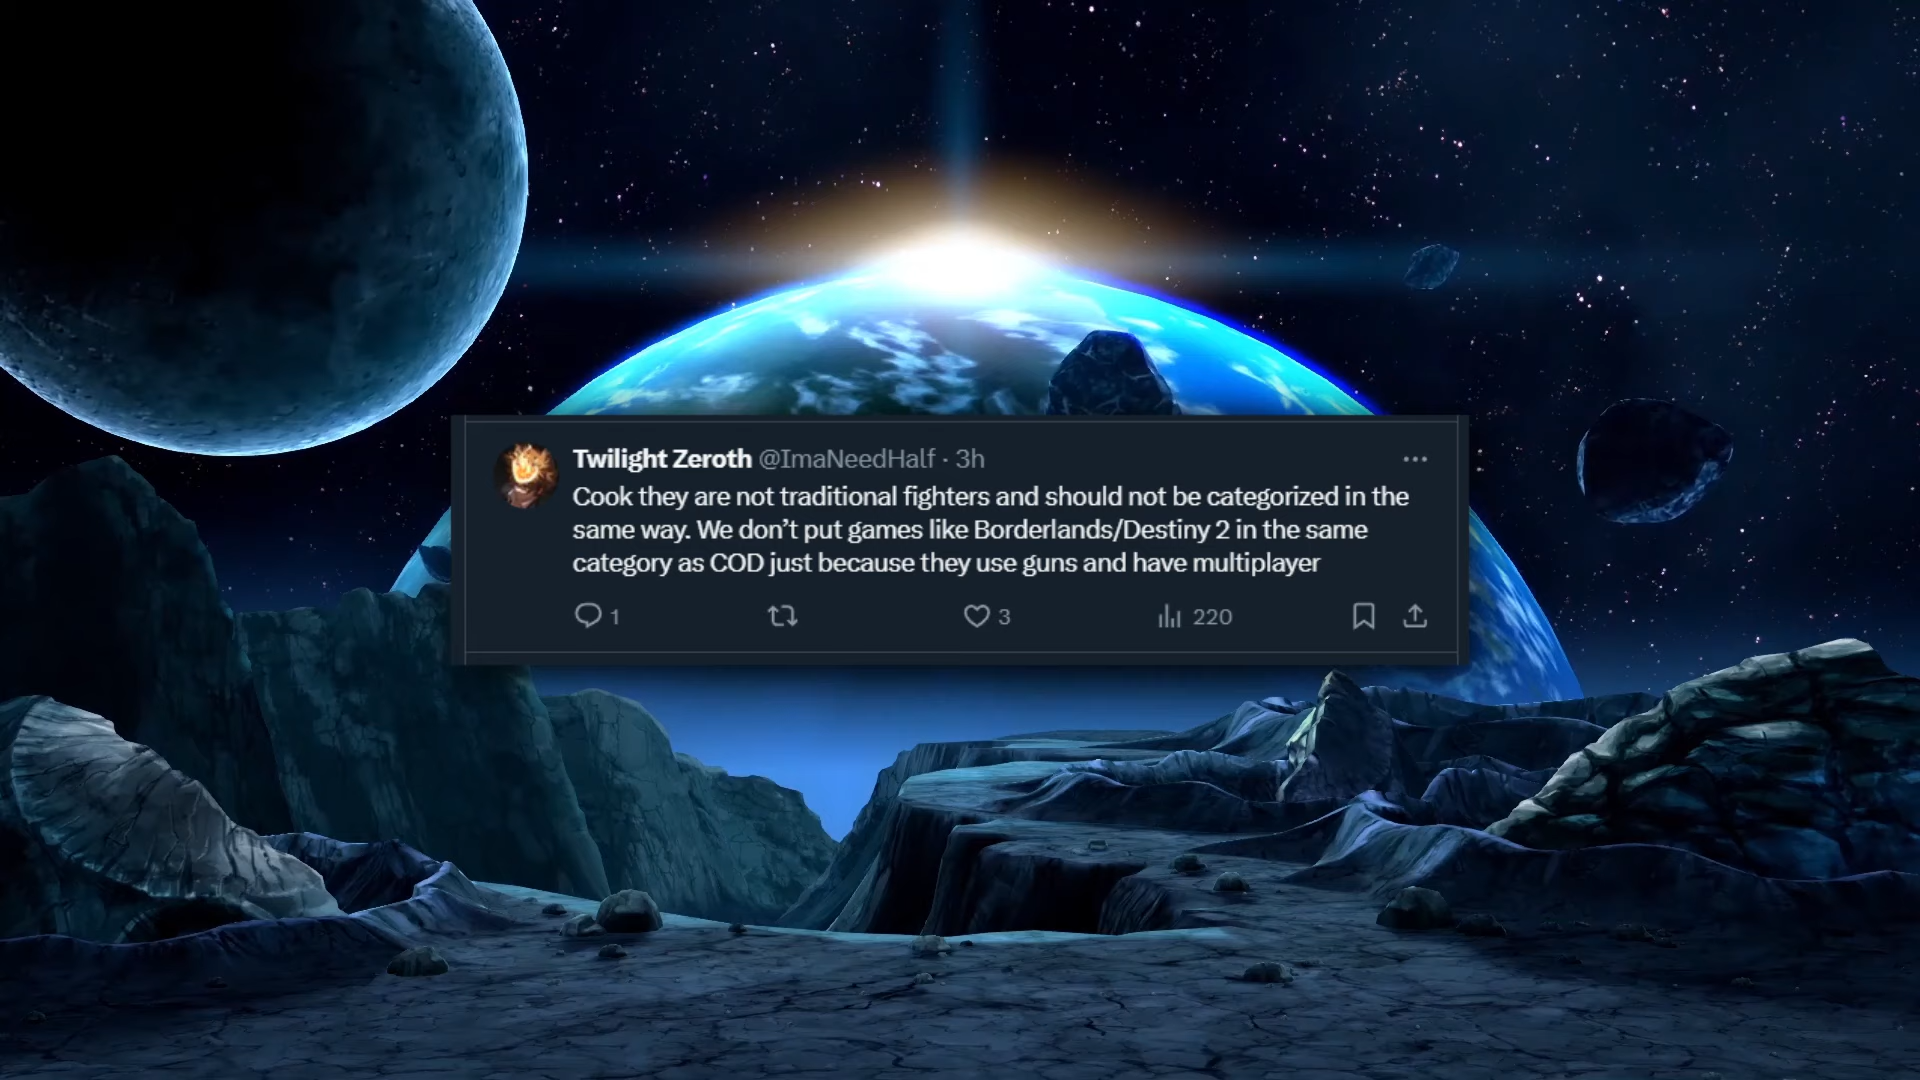 Twilight Zeroth @ImaNeedHalf · 3h
Cook they are not traditional fighters and should not be categorized in the
same way. We don’t put games like Borderlands/Destiny 2 in the same
category as COD just because they use guns and have multiplayer
1 3 220